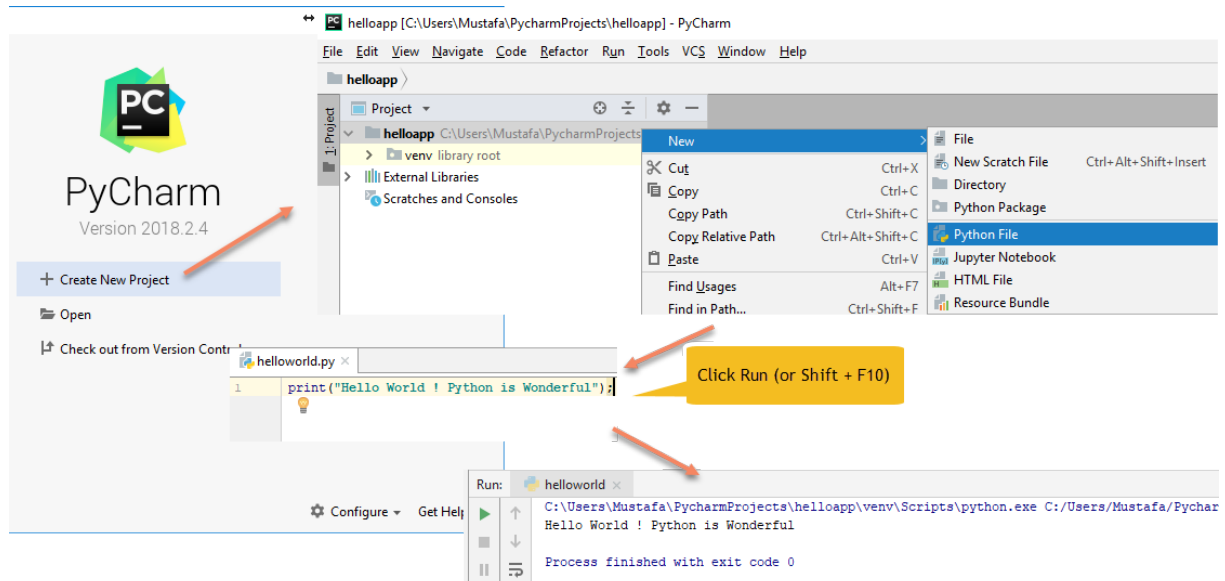 helloapp [C:\Users\Mustafa\PycharmProjects\helloapp] - PyCharm
File Edit View Navigate Code Refactor Run Tools VCS Window Help
helloapp
1: Project
Project
helloapp C:\Users\Mustafa\PycharmProjects
venv library root
External Libraries
Scratches and Consoles
New
Cut Ctrl+X
Copy Ctrl+C
Copy Path Ctrl+Shift+C
Copy Relative Path Ctrl+Alt+Shift+C
Paste Ctrl+V
Find Usages Alt+F7
Find in Path... Ctrl+Shift+F
File
New Scratch File Ctrl+Alt+Shift+Insert
Directory
Python Package
Python File
Jupyter Notebook
HTML File
Resource Bundle
PC
PyCharm
Version 2018.2.4
Create New Project
Open
Check out from Version Contr
Configure Get Help
helloworld.py
1 print("Hello World ! Python is Wonderful");
Click Run (or Shift + F10)
Run: helloworld
C:\Users\Mustafa\PycharmProjects\helloapp\venv\Scripts\python.exe C:/Users/Mustafa/Pychar
Hello World ! Python is Wonderful
Process finished with exit code 0